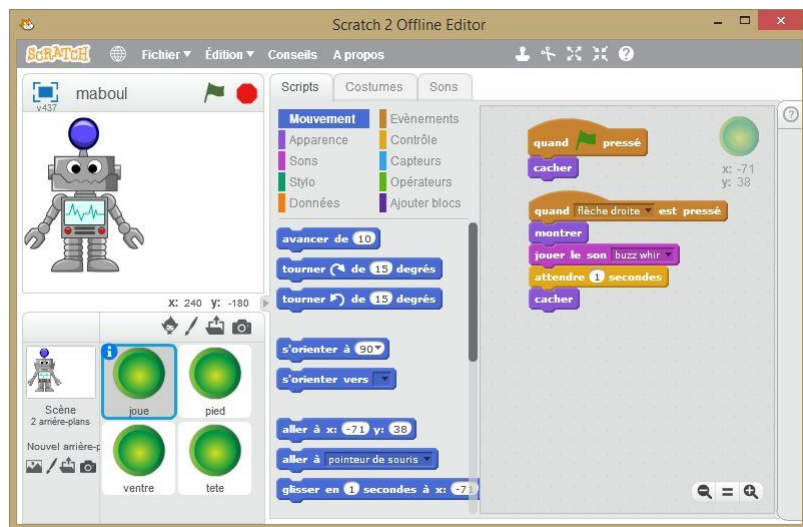 Scratch 2 Offline Editor
SCRATCH Fichier Édition Conseils A propos
maboul
v437
Scripts Costumes Sons
Mouvement Evènements
Apparence Contrôle
Sons Capteurs
Stylo Opérateurs
Données Ajouter blocs
avancer de 10
tourner de 15 degrés
tourner de 15 degrés
s'orienter à 90
s'orienter vers
aller à x: -71 y: 38
aller à pointeur de souris
glisser en 1 secondes à x: -71
quand pressé
cacher
quand flèche droite est pressé
montrer
jouer le son buzz whir
attendre 1 secondes
cacher
x: -71
y: 38
x: 240 y: -180
Scène
2 arrière-plans
Nouvel arrière-p
joue pied
ventre tete